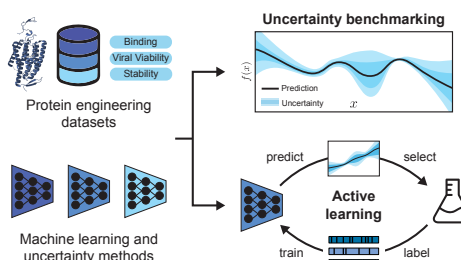 Binding
Viral Viability
Stability
Protein engineering
datasets
Machine learning and
uncertainty methods
Uncertainty benchmarking
f(x)
Prediction
Uncertainty
x
predict
select
Active
learning
train
label